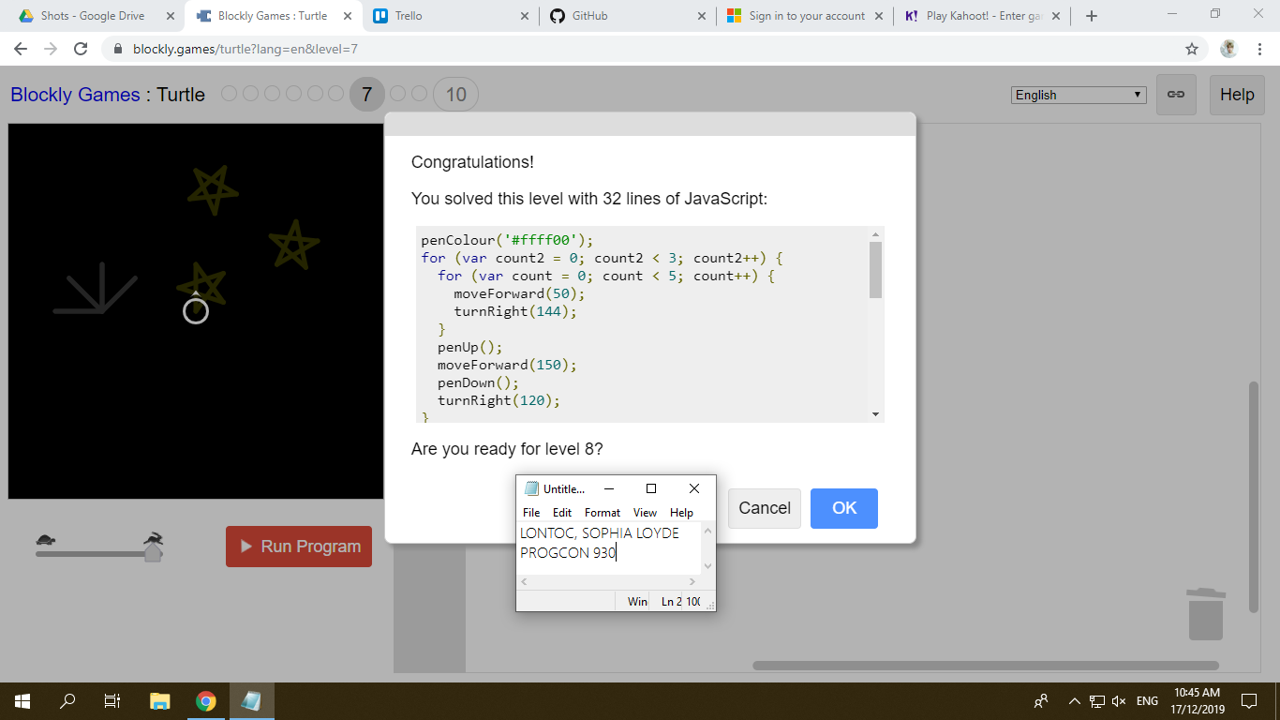 Shots - Google Drive
Blockly Games : Turtle
Trello
GitHub
Sign in to your account
Play Kahoot! - Enter ga
blockly.games/turtle?lang=en&level=7
Blockly Games : Turtle
7
10
English
Help
Congratulations!
You solved this level with 32 lines of JavaScript:
penColour('#ffff00');
for (var count2 = 0; count2 < 3; count2++) {
for (var count = 0; count < 5; count++) {
moveForward(50);
turnRight(144);
}
penUp();
moveForward(150);
penDown();
turnRight(120);
}
Are you ready for level 8?
Cancel
OK
Run Program
Untitle...
File Edit Format View Help
LONTOC, SOPHIA LOYDE
PROGCON 930
Win
Ln 2
100
ENG
10:45 AM
17/12/2019